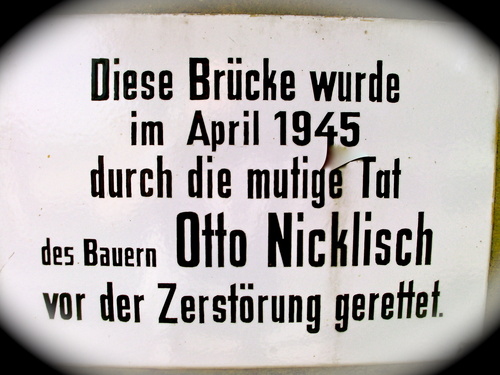 Diese Brücke wurde
im April 1945
durch die mutige Tat
des Bauern Otto Nicklisch
vor der Zerstörung gerettet.